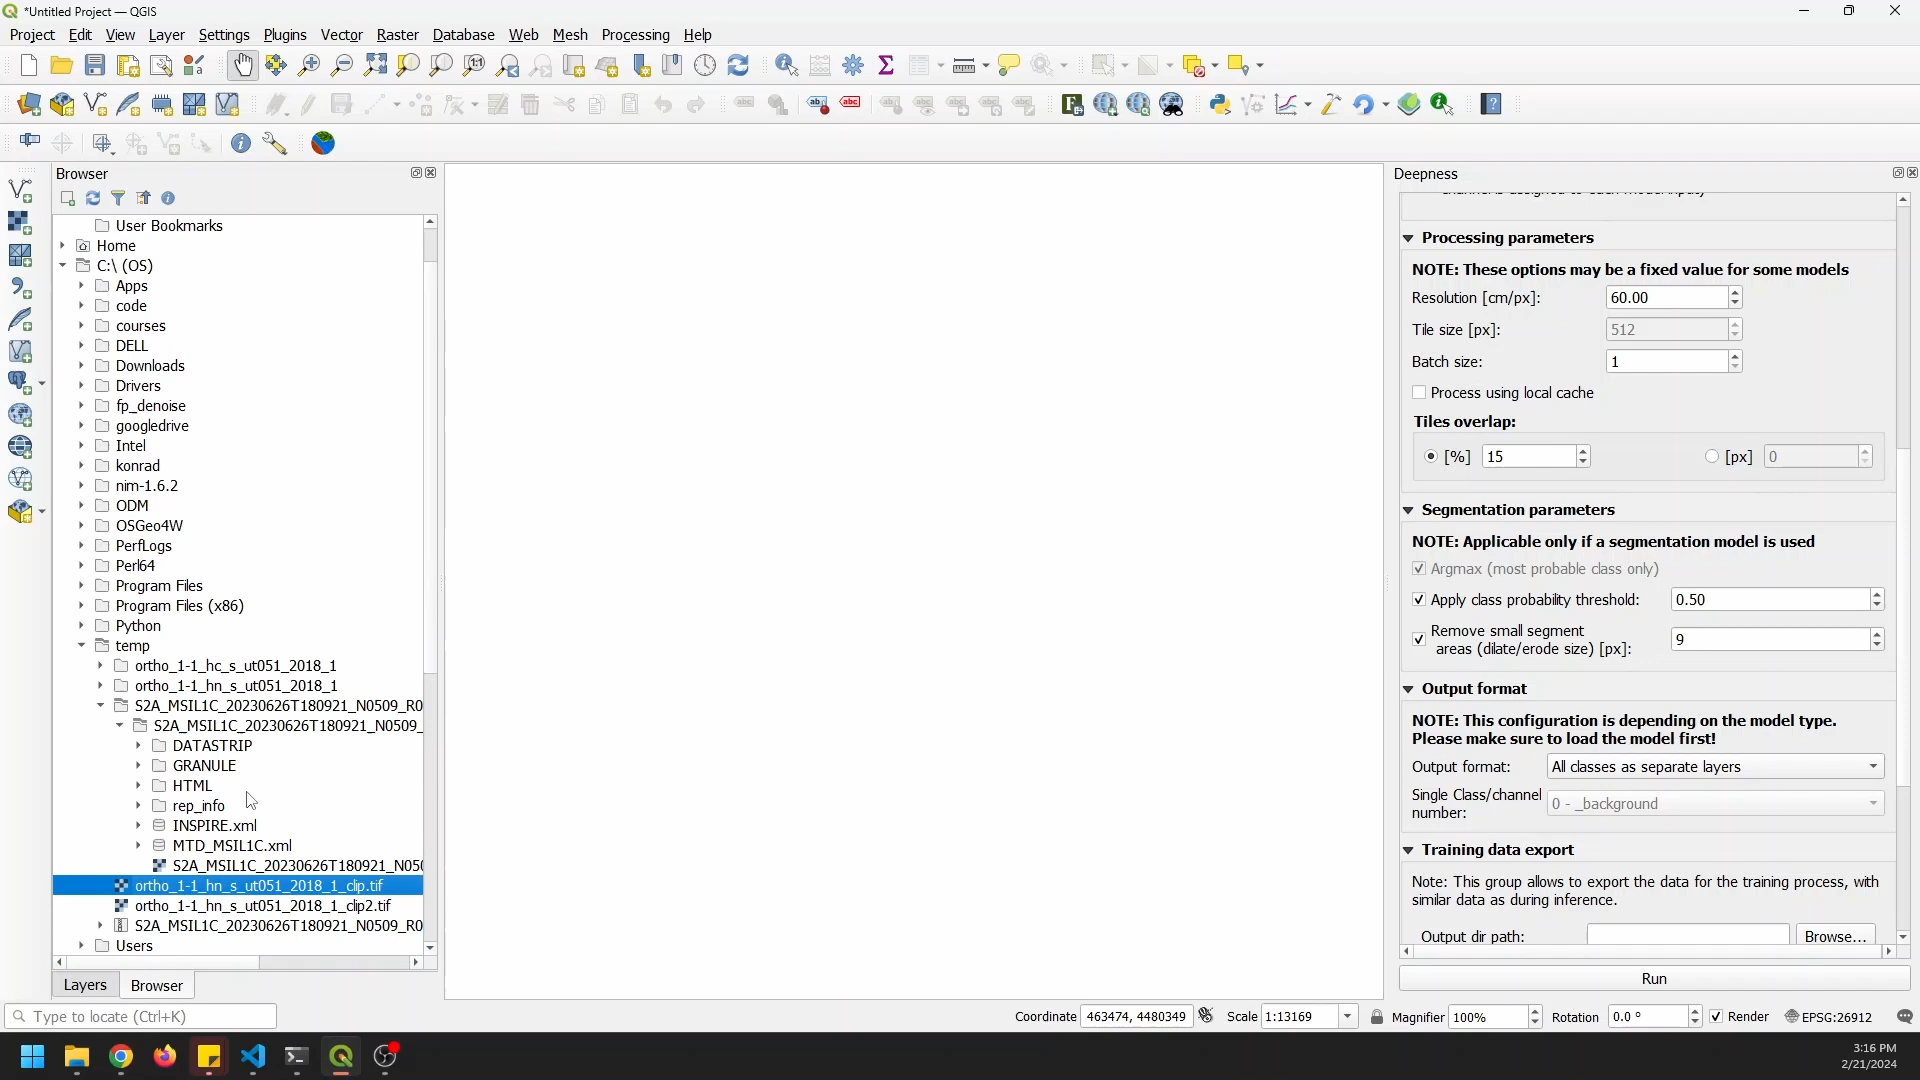 *Untitled Project — QGIS
Project Edit View Layer Settings Plugins Vector Raster Database Web Mesh Processing Help
Browser
User Bookmarks
Home
C:\ (OS)
Apps
code
courses
DELL
Downloads
Drivers
fp_denoise
googledrive
Intel
konrad
nim-1.6.2
ODM
OSGeo4W
PerfLogs
Perl64
Program Files
Program Files (x86)
Python
temp
ortho_1-1_hc_s_ut051_2018_1
ortho_1-1_hn_s_ut051_2018_1
S2A_MSIL1C_20230626T180921_N0509_R0
S2A_MSIL1C_20230626T180921_N0509_
DATASTRIP
GRANULE
HTML
rep_info
INSPIRE.xml
MTD_MSIL1C.xml
S2A_MSIL1C_20230626T180921_N050
ortho_1-1_hn_s_ut051_2018_1_clip.tif
ortho_1-1_hn_s_ut051_2018_1_clip2.tif
S2A_MSIL1C_20230626T180921_N0509_R0
Users
Layers Browser
Deepness
Processing parameters
NOTE: These options may be a fixed value for some models
Resolution [cm/px]: 60.00
Tile size [px]: 512
Batch size: 1
Process using local cache
Tiles overlap:
[%] 15 [px] 0
Segmentation parameters
NOTE: Applicable only if a segmentation model is used
Argmax (most probable class only)
Apply class probability threshold: 0.50
Remove small segment
areas (dilate/erode size) [px]: 9
Output format
NOTE: This configuration is depending on the model type.
Please make sure to load the model first!
Output format: All classes as separate layers
Single Class/channel
number: 0 - _background
Training data export
Note: This group allows to export the data for the training process, with
similar data as during inference.
Output dir path: Browse...
Run
Type to locate (Ctrl+K) Coordinate 463474, 4480349 Scale 1:13169 Magnifier 100% Rotation 0.0 ° Render EPSG:26912
3:16 PM
2/21/2024